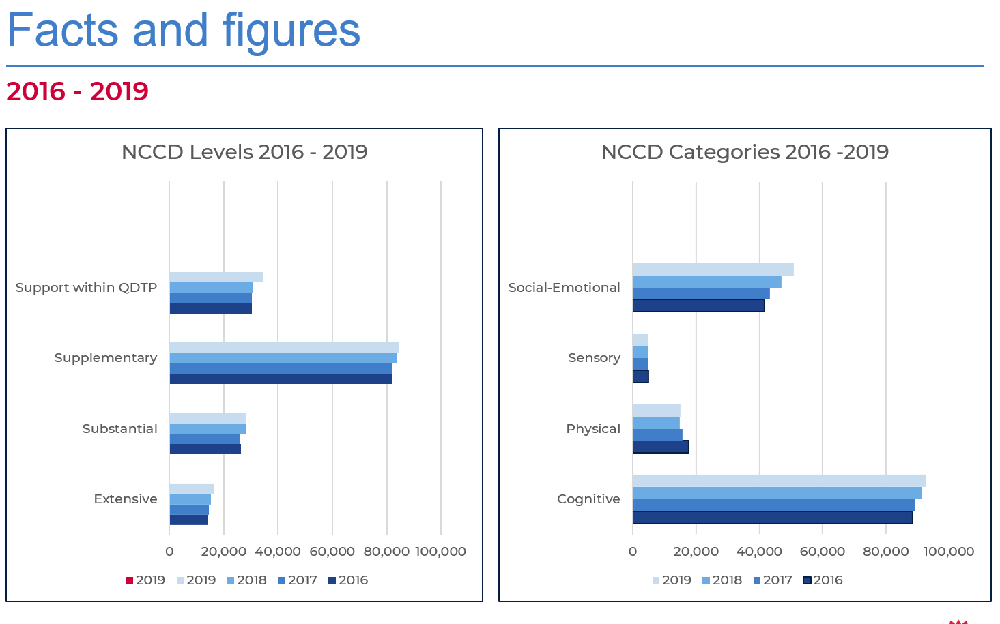 Facts and figures
2016 - 2019
NCCD Levels 2016 - 2019
Support within QDTP
Supplementary
Substantial
Extensive
0 20,000 40,000 60,000 80,000 100,000
2019 2019 2018 2017 2016
NCCD Categories 2016 -2019
Social-Emotional
Sensory
Physical
Cognitive
0 20,000 40,000 60,000 80,000 100,000
2019 2018 2017 2016